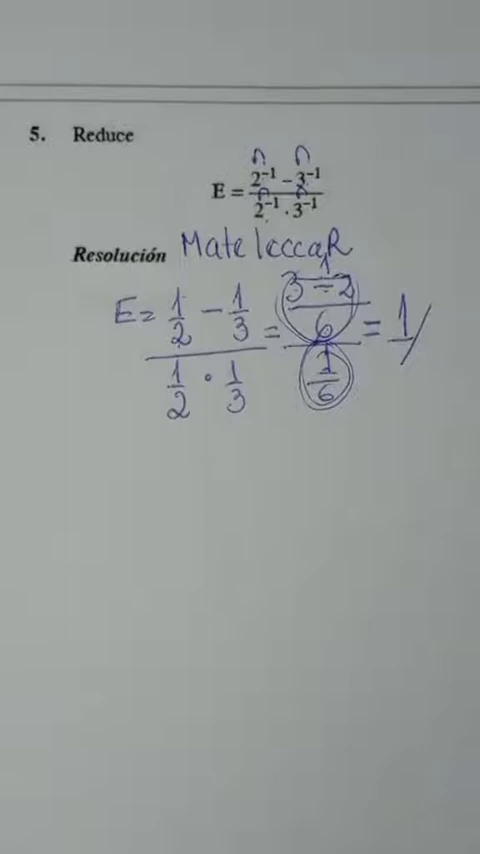 5. Reduce
E = (2⁻¹ – 3⁻¹) / (2⁻¹ · 3⁻¹)
Resolución MatelecccaR
E = (1/2 – 1/3) / (1/2 · 1/3) = ((3 – 2)/6) / (1/6) = 1